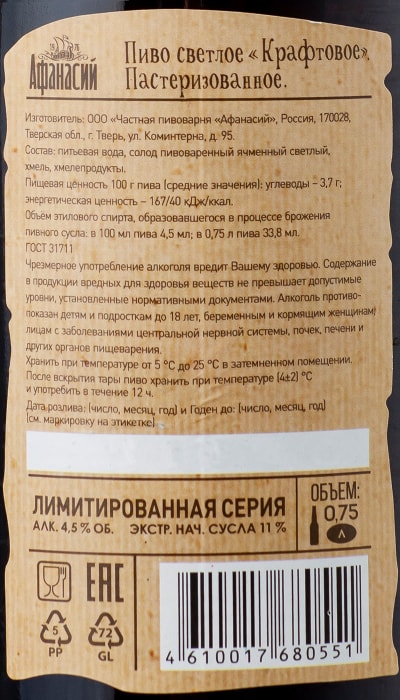 1976
Афанасий
Пиво светлое «Крафтовое».
Пастеризованное.
Изготовитель: ООО «Частная пивоварня «Афанасий», Россия, 170028,
Тверская обл., г. Тверь, ул. Коминтерна, д. 95.
Состав: питьевая вода, солод пивоваренный ячменный светлый,
хмель, хмелепродукты.
Пищевая ценность 100 г пива (средние значения): углеводы – 3,7 г;
энергетическая ценность – 167/40 кДж/ккал.
Объём этилового спирта, образовавшегося в процессе брожения
пивного сусла: в 100 мл пива 4,5 мл; в 0,75 л пива 33,8 мл.
ГОСТ 31711
Чрезмерное употребление алкоголя вредит Вашему здоровью. Содержание
в продукции вредных для здоровья веществ не превышает допустимые
уровни, установленные нормативными документами. Алкоголь противо-
показан детям и подросткам до 18 лет, беременным и кормящим женщинам,
лицам с заболеваниями центральной нервной системы, почек, печени и
других органов пищеварения.
Хранить при температуре от 5 °С до 25 °С в затемненном помещении.
После вскрытия тары пиво хранить при температуре (4±2) °С
и употребить в течение 12 ч.
Дата розлива: (число, месяц, год) и Годен до: (число, месяц, год)
(см. маркировку на этикетке)
ЛИМИТИРОВАННАЯ СЕРИЯ
АЛК. 4,5 % ОБ. ЭКСТР. НАЧ. СУСЛА 11 %
ОБЪЕМ:
0,75
Л
EAC
5
PP
72
GL
4 610017 680551